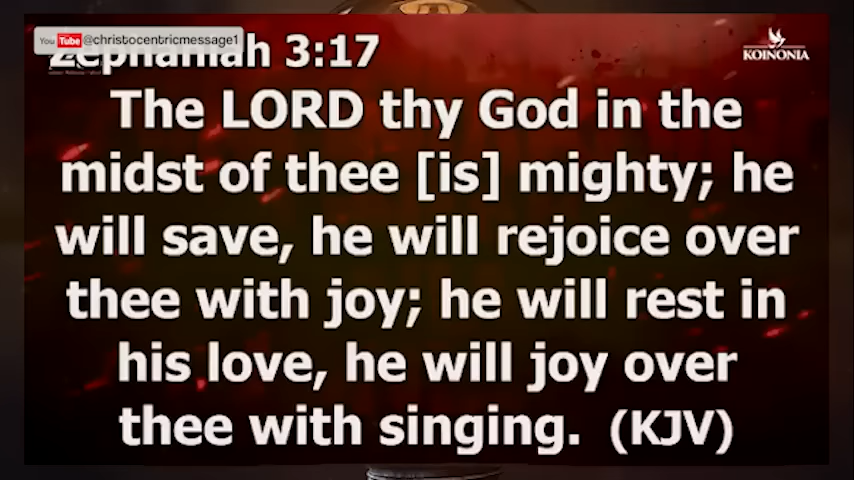 You Tube @christocentricmessage1
Zephaniah 3:17
KOINONIA
The LORD thy God in the
midst of thee [is] mighty; he
will save, he will rejoice over
thee with joy; he will rest in
his love, he will joy over
thee with singing. (KJV)